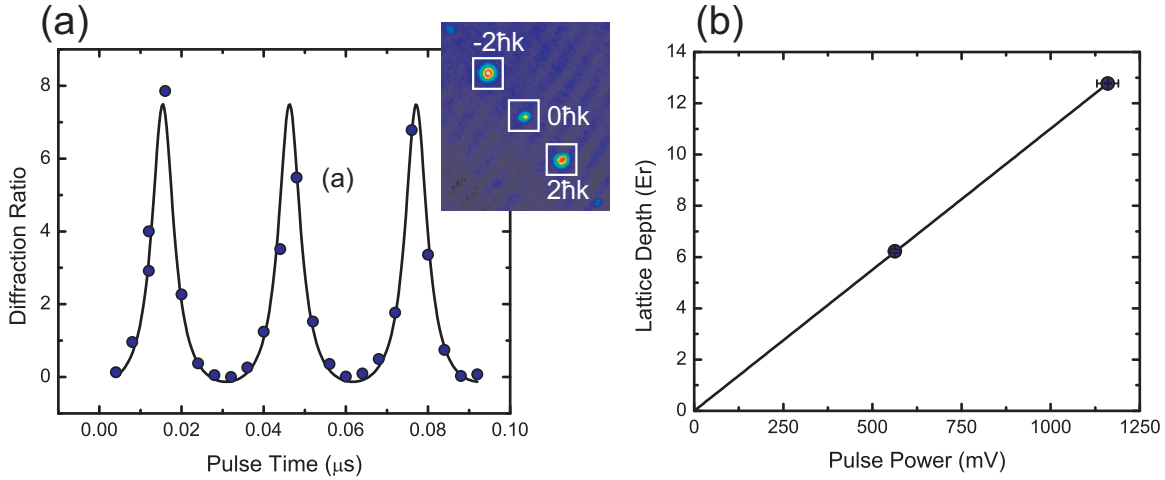 (a)
8
6
4
2
0
Diffraction Ratio
0.00 0.02 0.04 0.06 0.08 0.10
Pulse Time (μs)
(a)
-2ħk
0ħk
2ħk
(b)
14
12
10
8
6
4
2
0
Lattice Depth (Er)
0 250 500 750 1000 1250
Pulse Power (mV)